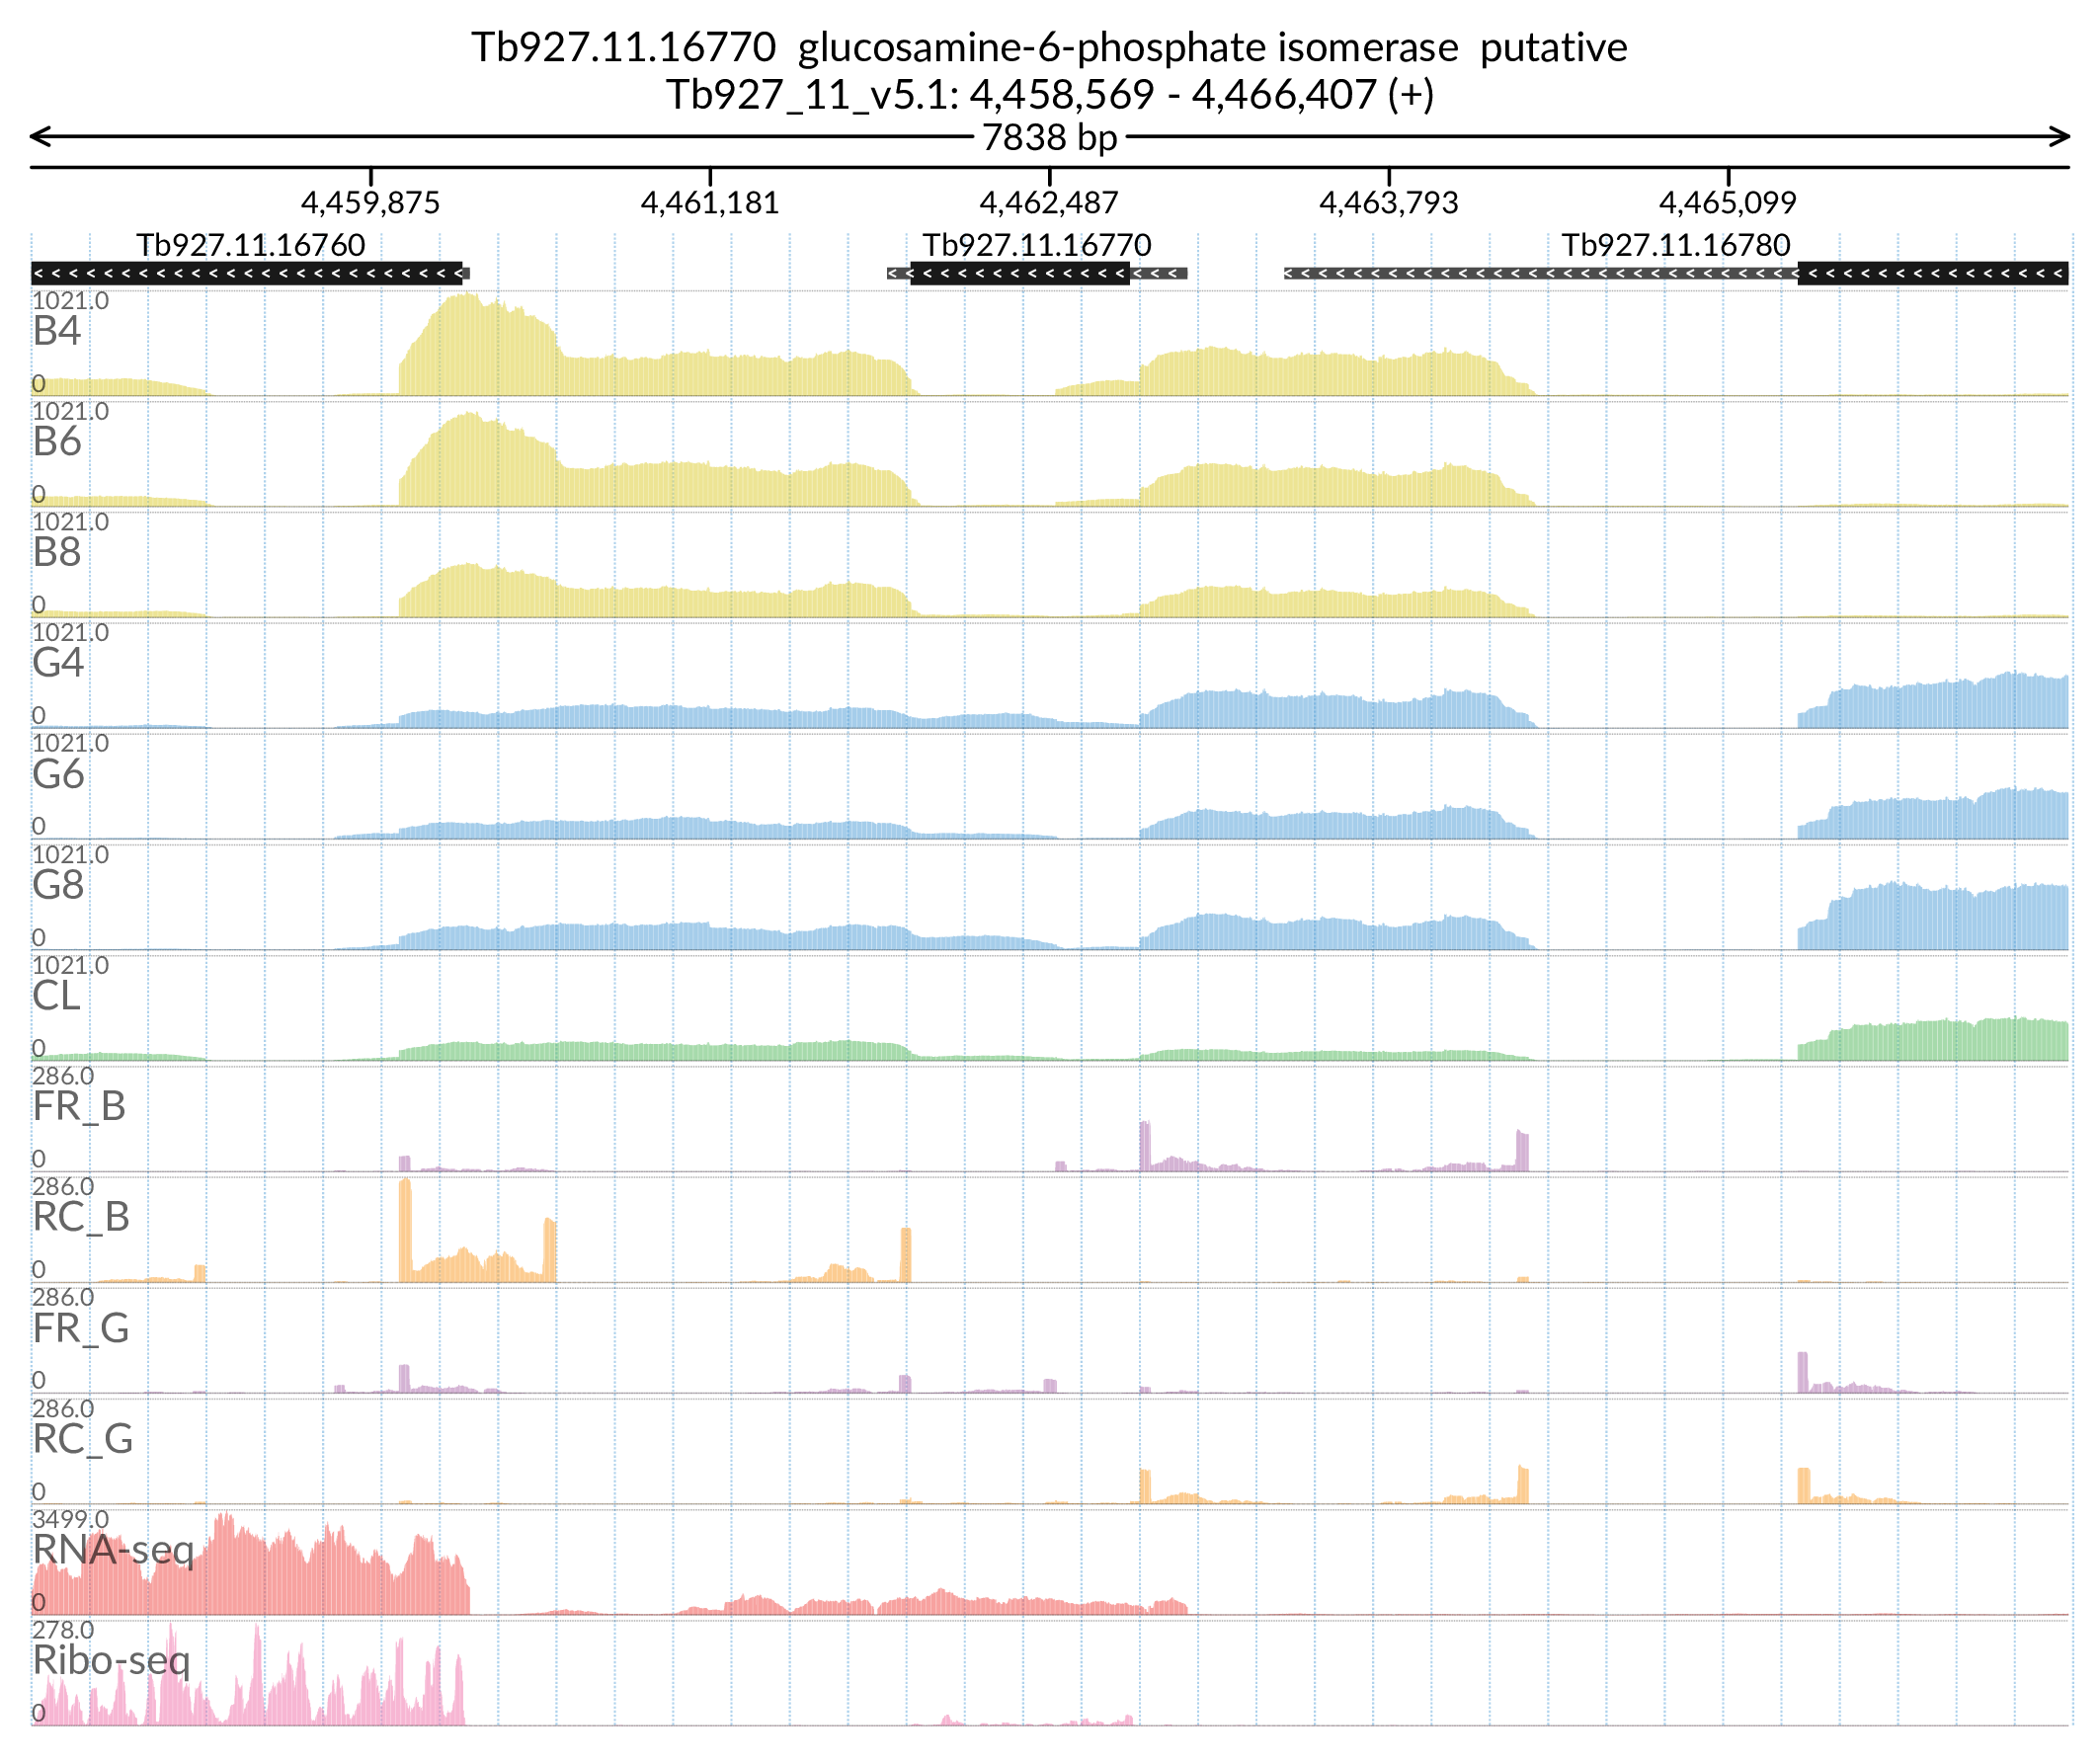 Tb927.11.16770 glucosamine-6-phosphate isomerase putative
Tb927_11_v5.1: 4,458,569 - 4,466,407 (+)
7838 bp
4,459,875 4,461,181 4,462,487 4,463,793 4,465,099
Tb927.11.16760 Tb927.11.16770 Tb927.11.16780
1021.0
B4
0
1021.0
B6
0
1021.0
B8
0
1021.0
G4
0
1021.0
G6
0
1021.0
G8
0
1021.0
CL
0
286.0
FR_B
0
286.0
RC_B
0
286.0
FR_G
0
286.0
RC_G
0
3499.0
RNA-seq
0
278.0
Ribo-seq
0